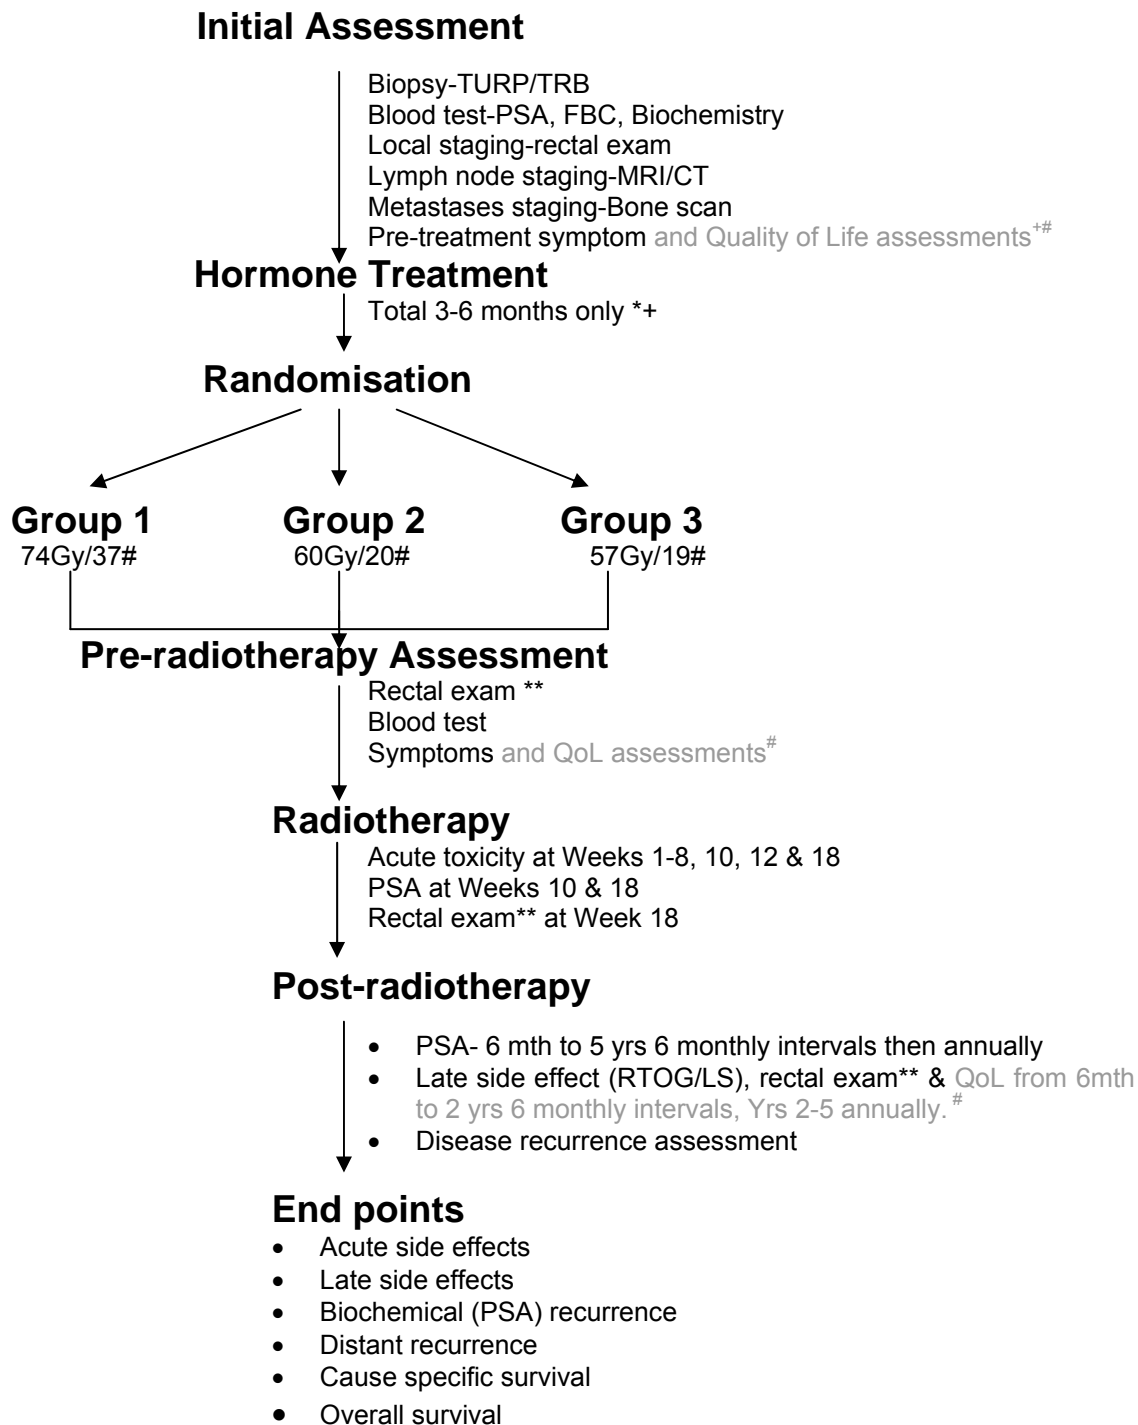 Initial Assessment
Biopsy-TURP/TRB
Blood test-PSA, FBC, Biochemistry
Local staging-rectal exam
Lymph node staging-MRI/CT
Metastases staging-Bone scan
Pre-treatment symptom and Quality of Life assessments+#
Hormone Treatment
Total 3-6 months only *+
Randomisation
Group 1 Group 2 Group 3
74Gy/37# 60Gy/20# 57Gy/19#
Pre-radiotherapy Assessment
Rectal exam **
Blood test
Symptoms and QoL assessments#
Radiotherapy
Acute toxicity at Weeks 1-8, 10, 12 & 18
PSA at Weeks 10 & 18
Rectal exam** at Week 18
Post-radiotherapy
• PSA- 6 mth to 5 yrs 6 monthly intervals then annually
• Late side effect (RTOG/LS), rectal exam** & QoL from 6mth
to 2 yrs 6 monthly intervals, Yrs 2-5 annually. #
• Disease recurrence assessment
End points
• Acute side effects
• Late side effects
• Biochemical (PSA) recurrence
• Distant recurrence
• Cause specific survival
• Overall survival